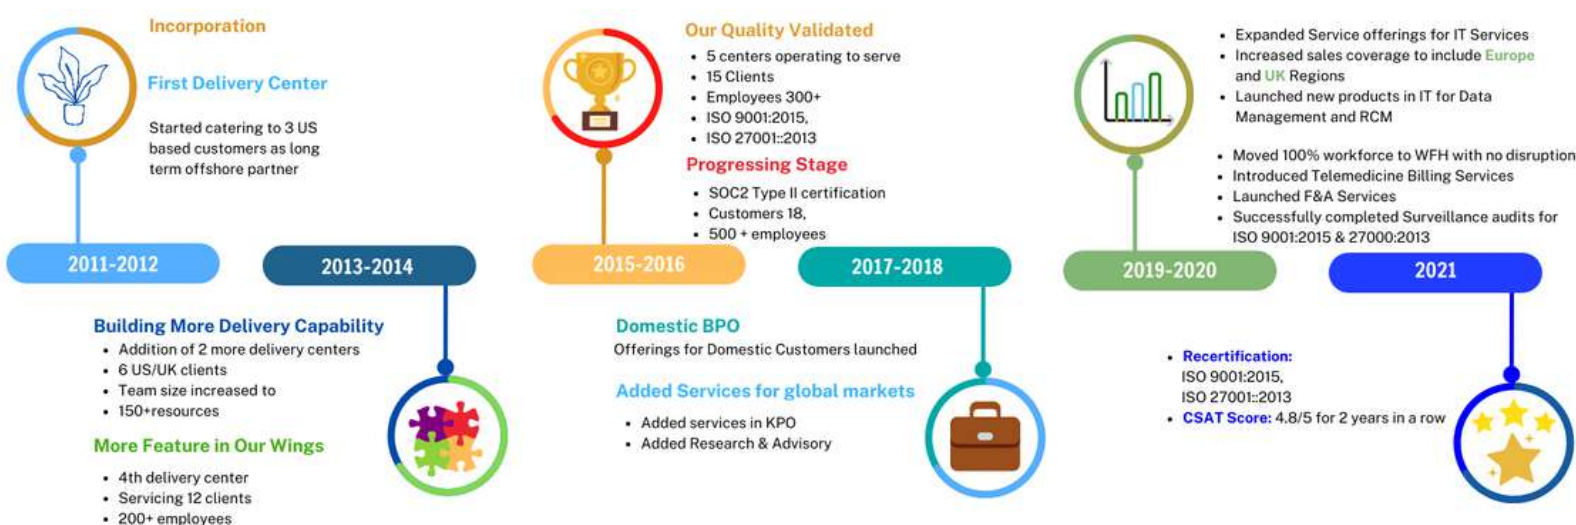 Incorporation
First Delivery Center
Started catering to 3 US
based customers as long
term offshore partner
2011-2012
2013-2014
Building More Delivery Capability
• Addition of 2 more delivery centers
• 6 US/UK clients
• Team size increased to
• 150+resources
More Feature in Our Wings
• 4th delivery center
• Servicing 12 clients
• 200+ employees
Our Quality Validated
• 5 centers operating to serve
• 15 Clients
• Employees 300+
• ISO 9001:2015,
• ISO 27001::2013
Progressing Stage
• SOC2 Type II certification
• Customers 18,
• 500 + employees
2015-2016
2017-2018
Domestic BPO
Offerings for Domestic Customers launched
Added Services for global markets
• Added services in KPO
• Added Research & Advisory
• Expanded Service offerings for IT Services
• Increased sales coverage to include Europe
and UK Regions
• Launched new products in IT for Data
Management and RCM
• Moved 100% workforce to WFH with no disruption
• Introduced Telemedicine Billing Services
• Launched F&A Services
• Successfully completed Surveillance audits for
ISO 9001:2015 & 27000:2013
2019-2020
2021
• Recertification:
ISO 9001:2015,
ISO 27001::2013
• CSAT Score: 4.8/5 for 2 years in a row